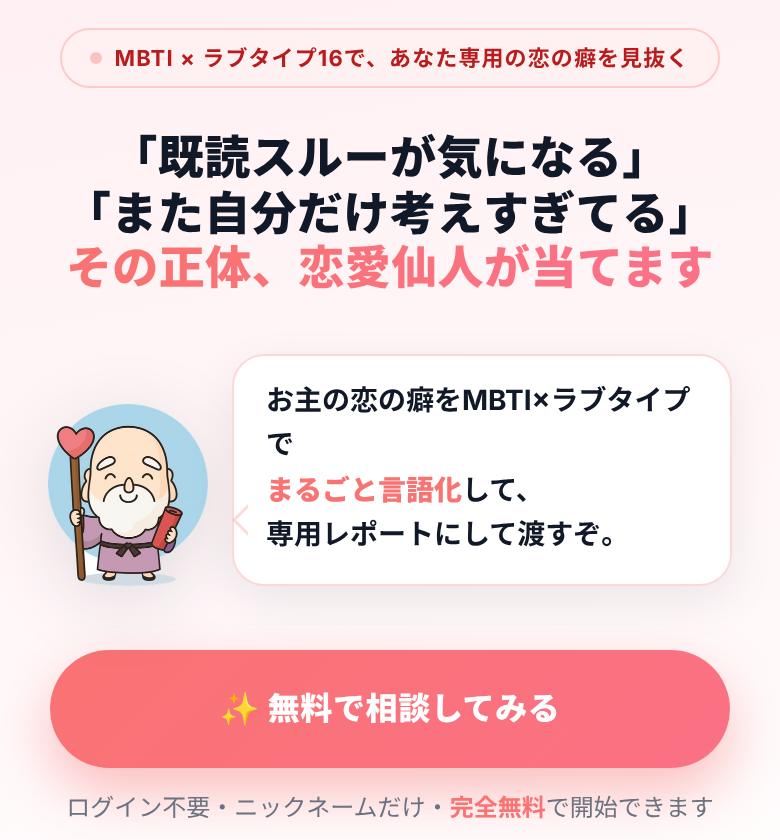 MBTI × ラブタイプ16で、あなた専用の恋の癖を見抜く
「既読スルーが気になる」
「また自分だけ考えすぎてる」
その正体、恋愛仙人が当てます
お主の恋の癖をMBTI×ラブタイプ
で
まるごと言語化して、
専用レポートにして渡すぞ。
✨ 無料で相談してみる
ログイン不要・ニックネームだけ・完全無料で開始できます